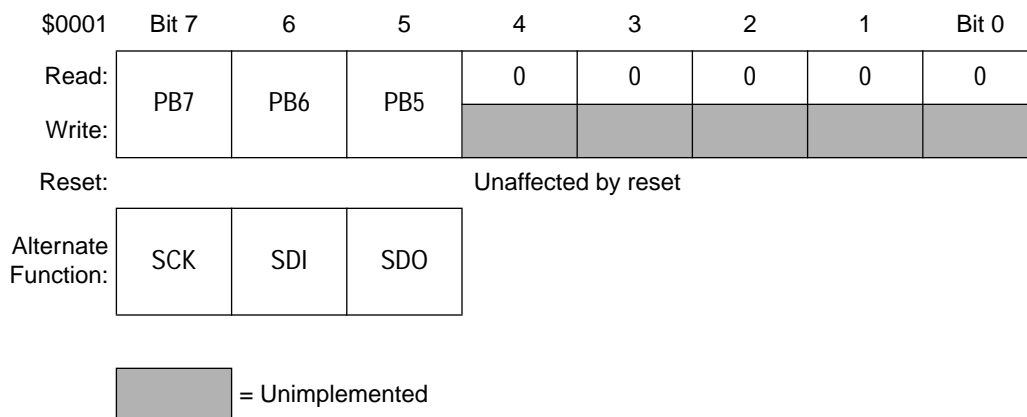 $0001 Bit 7 6 5 4 3 2 1 Bit 0
Read: PB7 PB6 PB5 0 0 0 0 0
Write:
Reset: Unaffected by reset
Alternate
Function: SCK SDI SDO
= Unimplemented